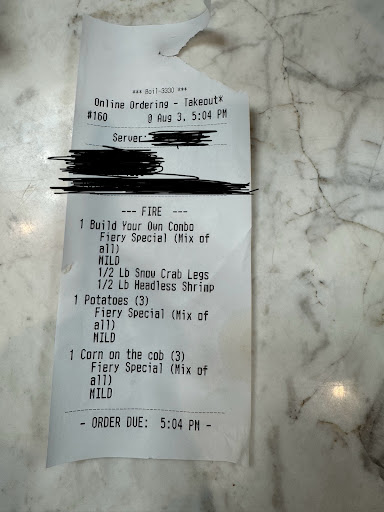 *** Boil-3330 ***
Online Ordering - Takeout*
#160 @ Aug 3, 5:04 PM
Server:
--- FIRE ---
1 Build Your Own Combo
Fiery Special (Mix of
all)
MILD
1/2 Lb Snow Crab Legs
1/2 Lb Headless Shrimp
1 Potatoes (3)
Fiery Special (Mix of
all)
MILD
1 Corn on the cob (3)
Fiery Special (Mix of
all)
MILD
- ORDER DUE: 5:04 PM -